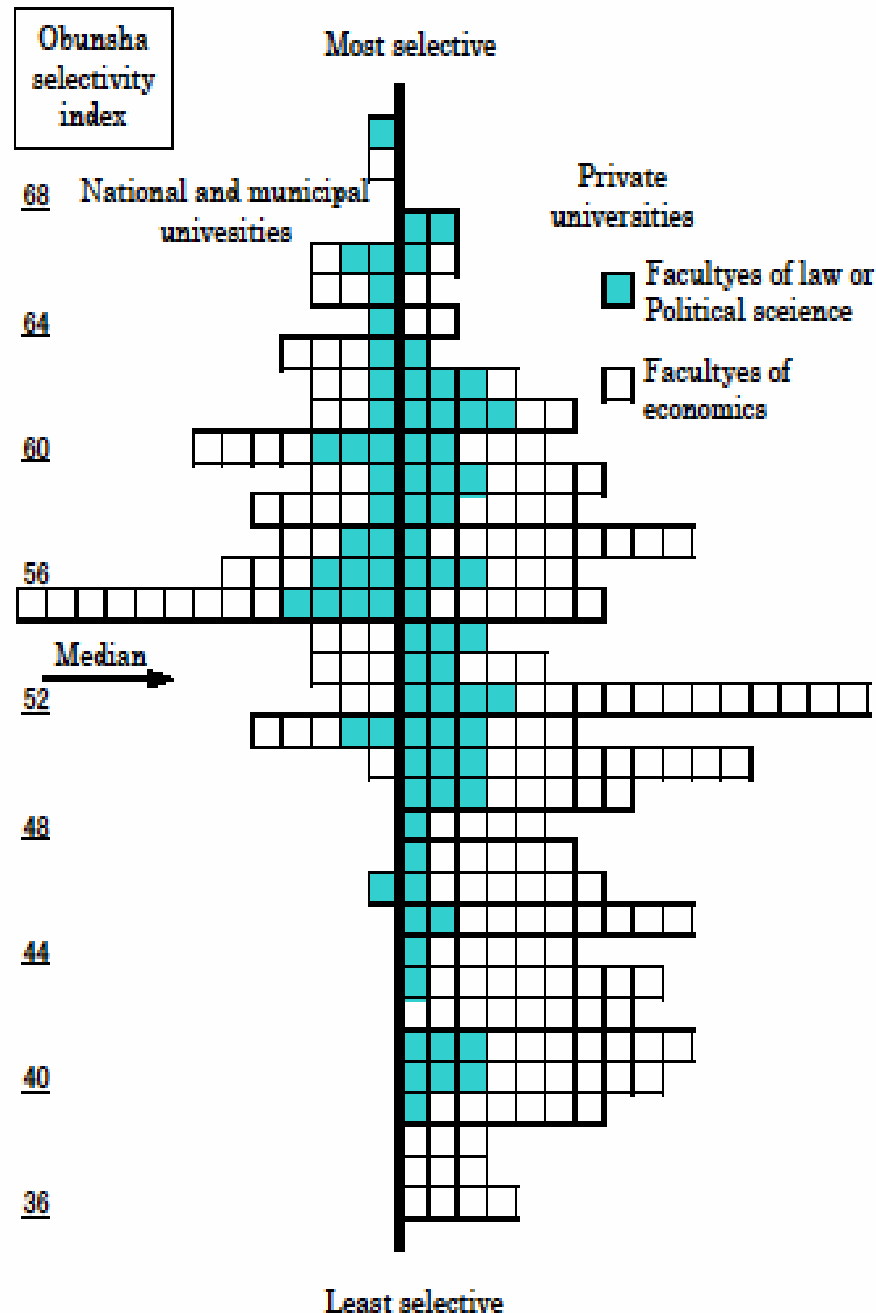 Obunsha
selectivity
index
Most selective
68
National and municipal
univesities
Private
universities
Facultyes of law or
Political sceience
64
Facultyes of
economics
60
56
Median
52
48
44
40
36
Least selective